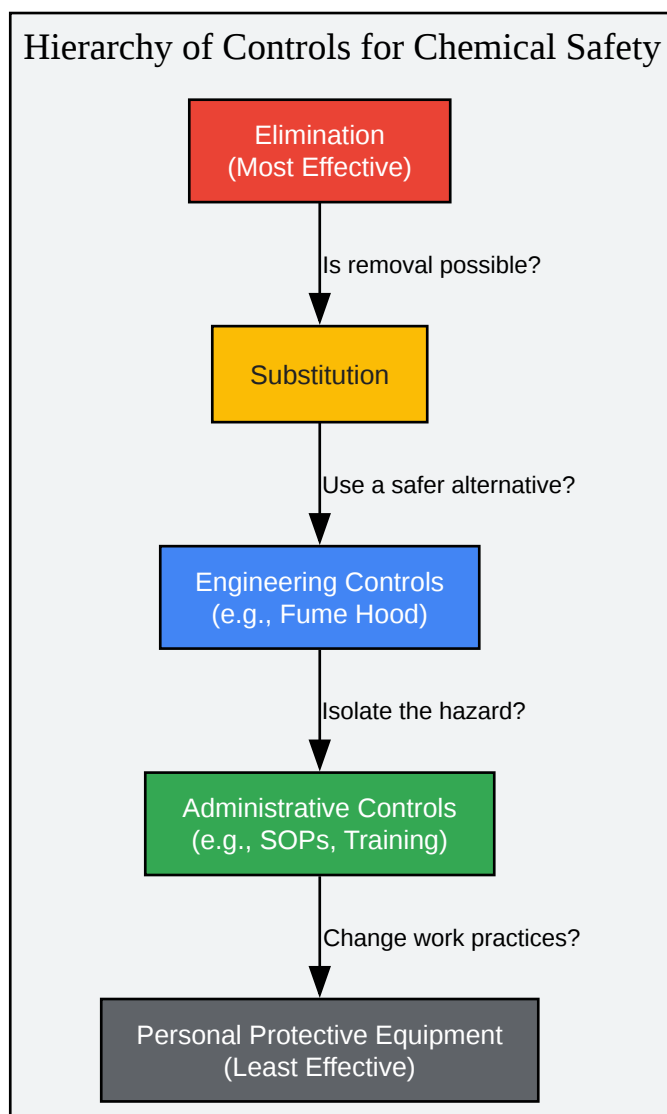 Hierarchy of Controls for Chemical Safety
Elimination
(Most Effective)
Is removal possible?
Substitution
Use a safer alternative?
Engineering Controls
(e.g., Fume Hood)
Isolate the hazard?
Administrative Controls
(e.g., SOPs, Training)
Change work practices?
Personal Protective Equipment
(Least Effective)